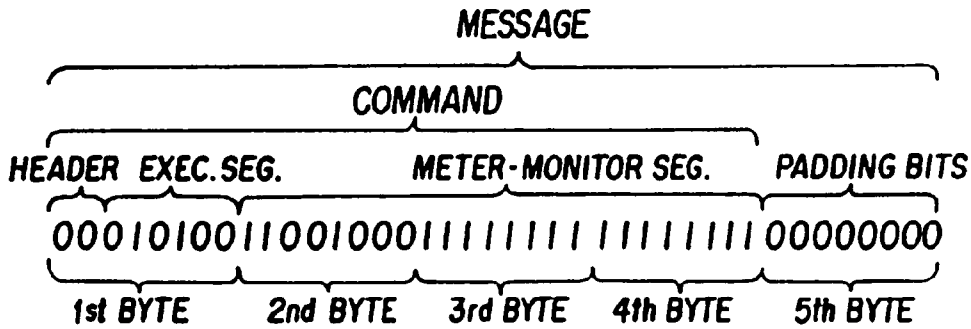 MESSAGE
COMMAND
HEADER EXEC. SEG. METER-MONITOR SEG. PADDING BITS
0001010011001000111111111111111100000000
1st BYTE 2nd BYTE 3rd BYTE 4th BYTE 5th BYTE